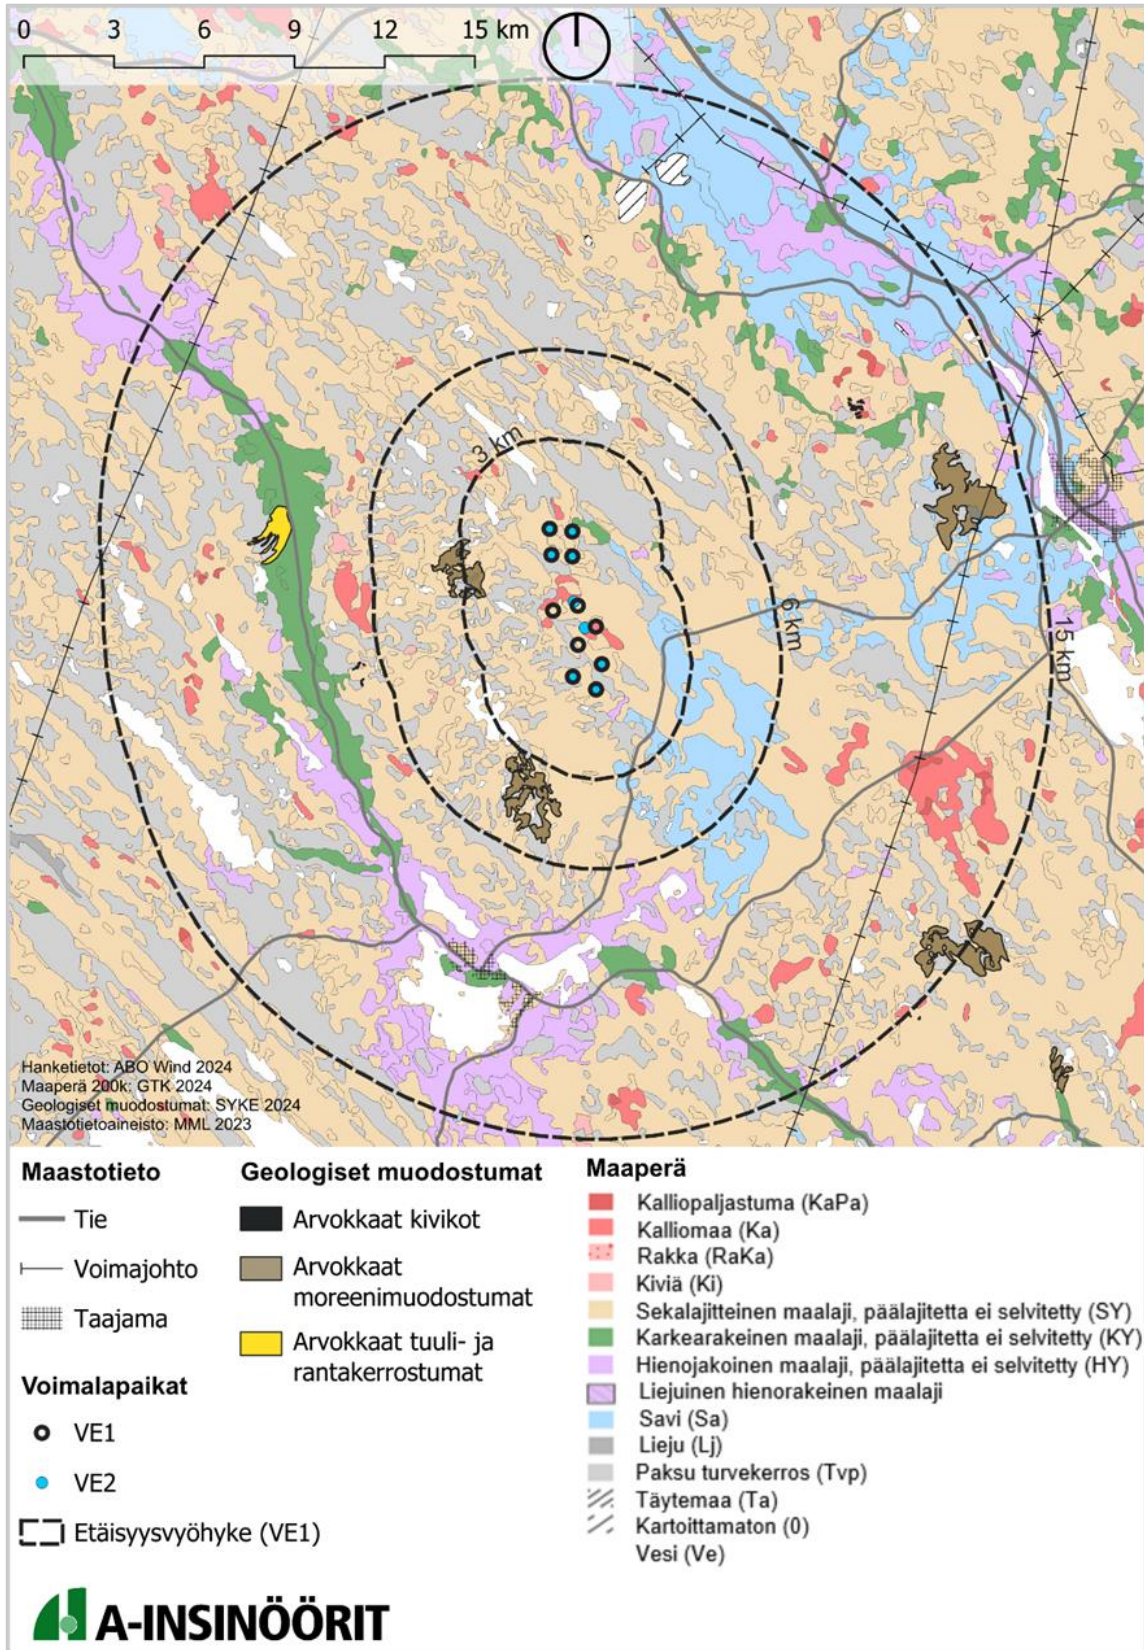 0 3 6 9 12 15 km
3 km
6 km
15 km
Hanketiedot: ABO Wind 2024
Maaperä 200k: GTK 2024
Geologiset muodostumat: SYKE 2024
Maastotietoaineisto: MML 2023
Maastotieto
Tie
Voimajohto
Taajama
Voimalapaikat
VE1
VE2
Etäisyysvyöhyke (VE1)
Geologiset muodostumat
Arvokkaat kivikot
Arvokkaat
moreenimuodostumat
Arvokkaat tuuli- ja
rantakerrostumat
Maaperä
Kalliopaljastuma (KaPa)
Kalliomaa (Ka)
Rakka (RaKa)
Kiviä (Ki)
Sekalajitteinen maalaji, päälajitetta ei selvitetty (SY)
Karkearakeinen maalaji, päälajitetta ei selvitetty (KY)
Hienojakoinen maalaji, päälajitetta ei selvitetty (HY)
Liejuinen hienorakeinen maalaji
Savi (Sa)
Lieju (Lj)
Paksu turvekerros (Tvp)
Täytemaa (Ta)
Kartoittamaton (0)
Vesi (Ve)
A-INSINÖÖRIT